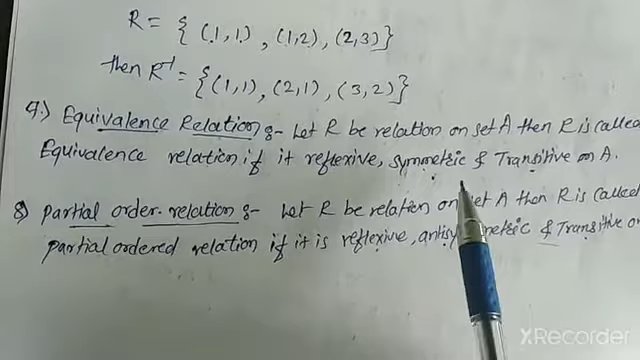 R = { (1,1) , (1,2) , (2,3)}
then R⁻¹ = {(1,1), (2,1), (3,2)}
7.) Equivalence Relation :- Let R be relation on set A then R is called
Equivalence relation if it reflexive, symmetric & Transitive on A.
8) partial order relation :- Let R be relation on set A then R is called
partial ordered relation if it is reflexive, antisymmetric & Transitive on
XRecorder